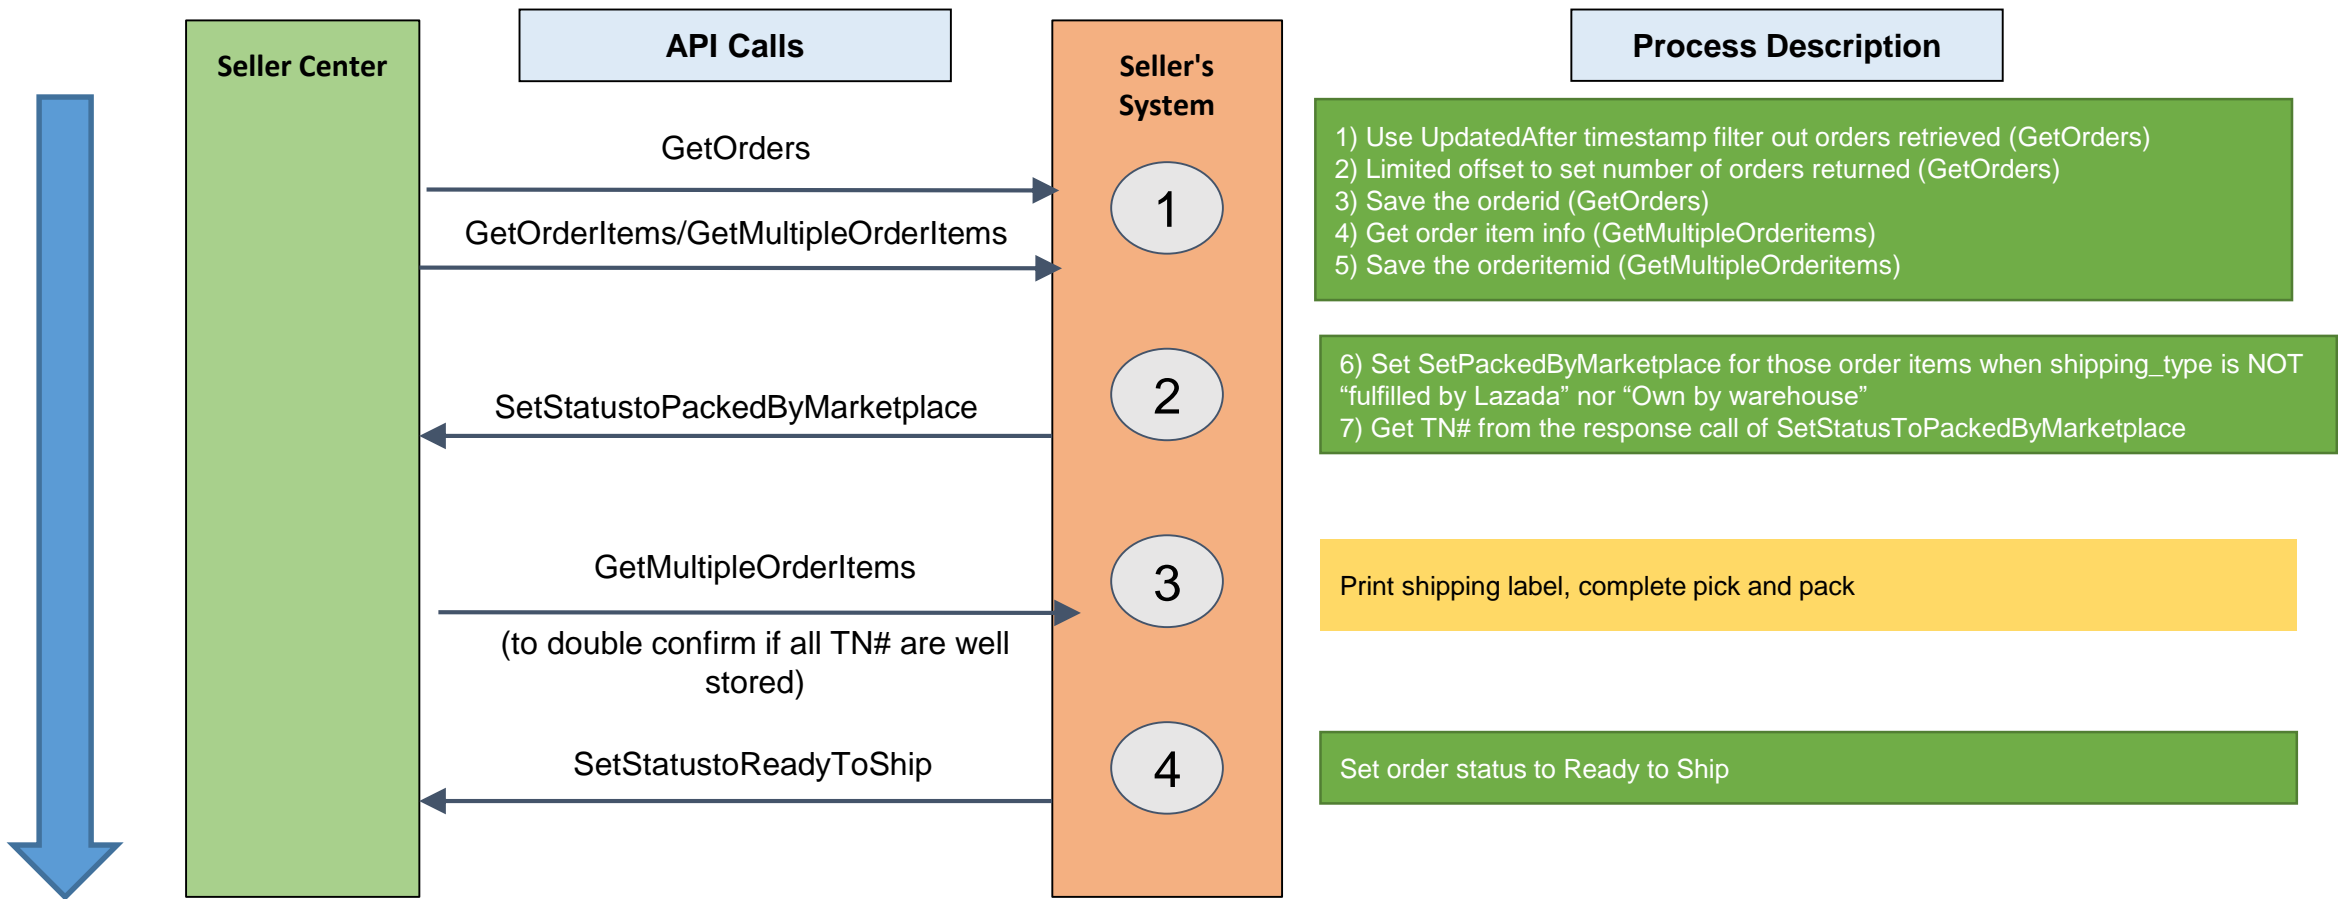 Seller Center
API Calls
Seller's
System
Process Description
GetOrders
GetOrderItems/GetMultipleOrderItems
1
1) Use UpdatedAfter timestamp filter out orders retrieved (GetOrders)
2) Limited offset to set number of orders returned (GetOrders)
3) Save the orderid (GetOrders)
4) Get order item info (GetMultipleOrderitems)
5) Save the orderitemid (GetMultipleOrderitems)
SetStatustoPackedByMarketplace
2
6) Set SetPackedByMarketplace for those order items when shipping_type is NOT
“fulfilled by Lazada” nor “Own by warehouse”
7) Get TN# from the response call of SetStatusToPackedByMarketplace
GetMultipleOrderItems
(to double confirm if all TN# are well
stored)
3
Print shipping label, complete pick and pack
SetStatustoReadyToShip
4
Set order status to Ready to Ship